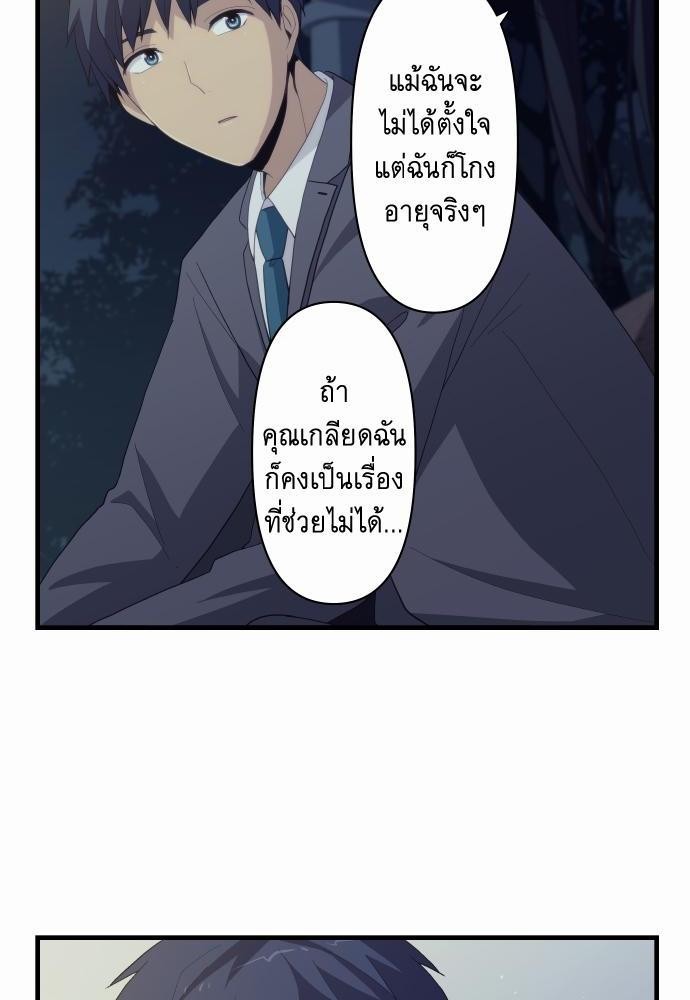 แม้ฉันจะ
ไม่ได้ตั้งใจ
แต่ฉันก็โกง
อายุจริงๆ
ถ้า
คุณเกลียดฉัน
ก็คงเป็นเรื่อง
ที่ช่วยไม่ได้...